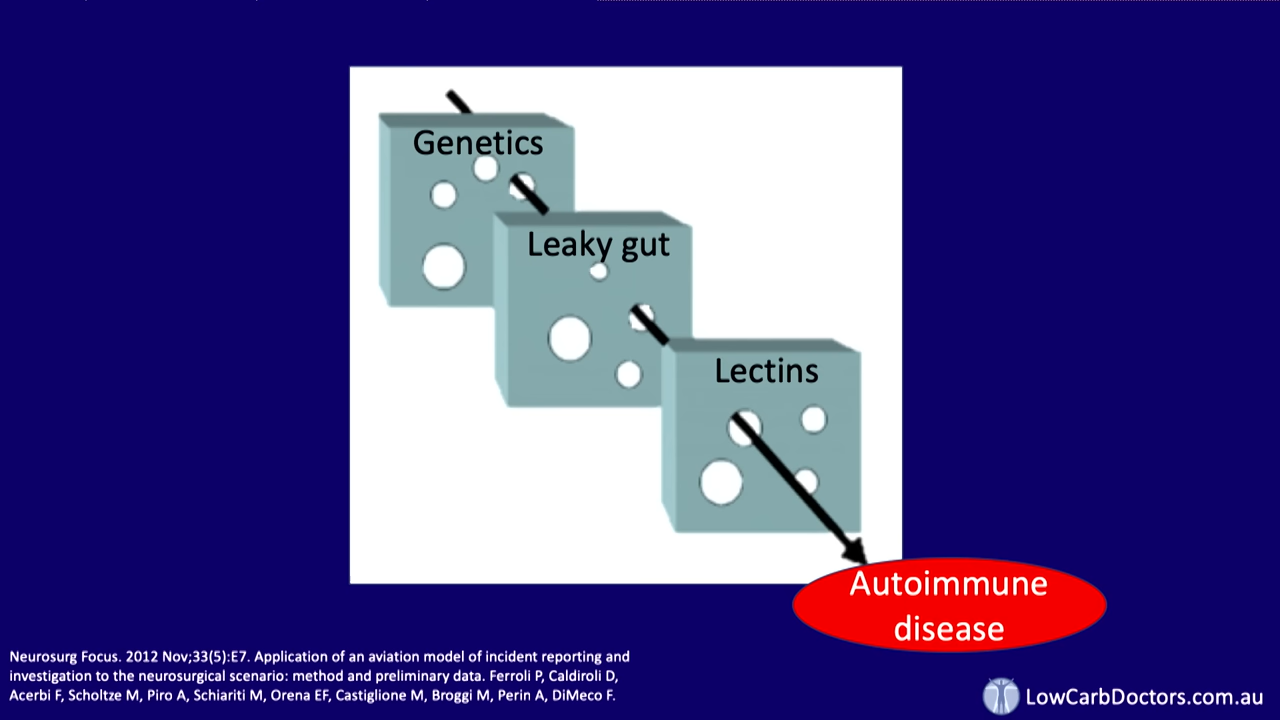 Genetics
Leaky gut
Lectins
Autoimmune
disease
Neurosurg Focus. 2012 Nov;33(5):E7. Application of an aviation model of incident reporting and
investigation to the neurosurgical scenario: method and preliminary data. Ferroli P, Caldiroli D,
Acerbi F, Scholtze M, Piro A, Schiariti M, Orena EF, Castiglione M, Broggi M, Perin A, DiMeco F.
LowCarbDoctors.com.au